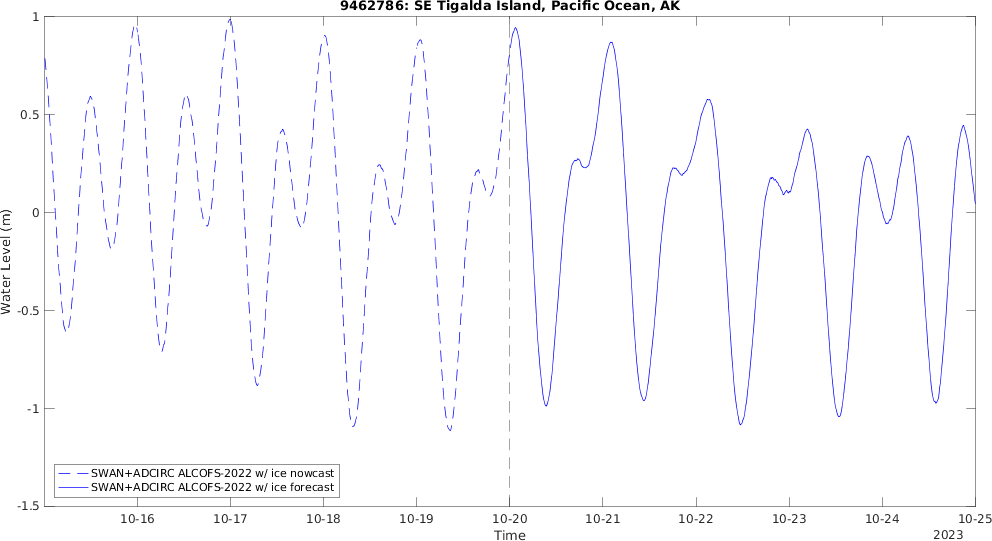 9462786: SE Tigalda Island, Pacific Ocean, AK
1
0.5
0
-0.5
-1
-1.5
Water Level (m)
SWAN+ADCIRC ALCOFS-2022 w/ ice nowcast
SWAN+ADCIRC ALCOFS-2022 w/ ice forecast
10-16 10-17 10-18 10-19 10-20 10-21 10-22 10-23 10-24 10-25
Time
2023